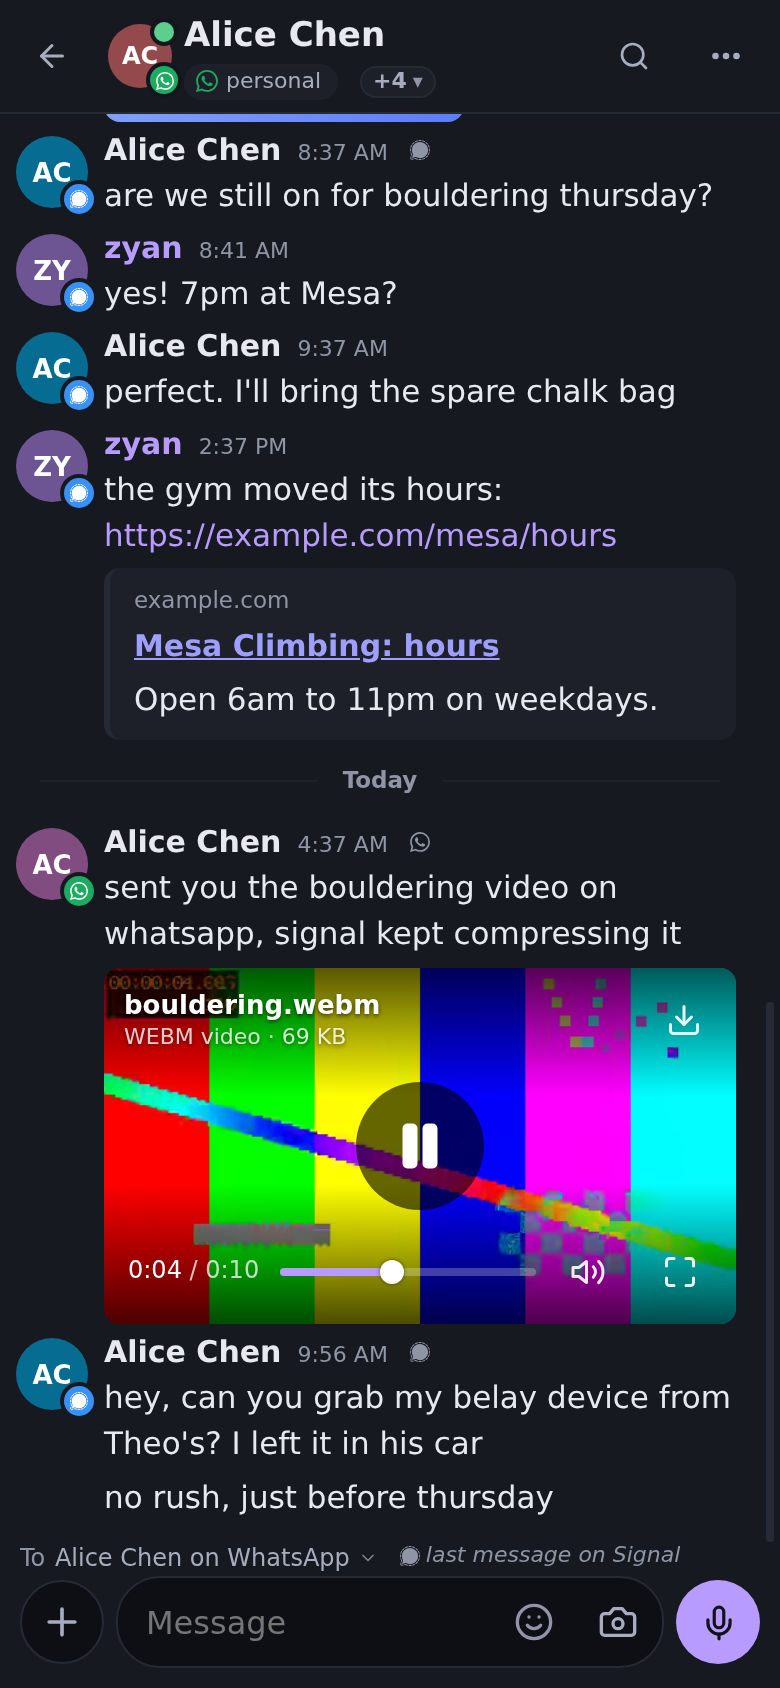 AC
Alice Chen
personal
+4 ▾
AC
Alice Chen 8:37 AM
are we still on for bouldering thursday?
ZY
zyan 8:41 AM
yes! 7pm at Mesa?
AC
Alice Chen 9:37 AM
perfect. I'll bring the spare chalk bag
ZY
zyan 2:37 PM
the gym moved its hours:
https://example.com/mesa/hours
example.com
Mesa Climbing: hours
Open 6am to 11pm on weekdays.
Today
AC
Alice Chen 4:37 AM
sent you the bouldering video on
whatsapp, signal kept compressing it
bouldering.webm
WEBM video · 69 KB
0:04 / 0:10
AC
Alice Chen 9:56 AM
hey, can you grab my belay device from
Theo's? I left it in his car
no rush, just before thursday
To Alice Chen on WhatsApp
last message on Signal
Message